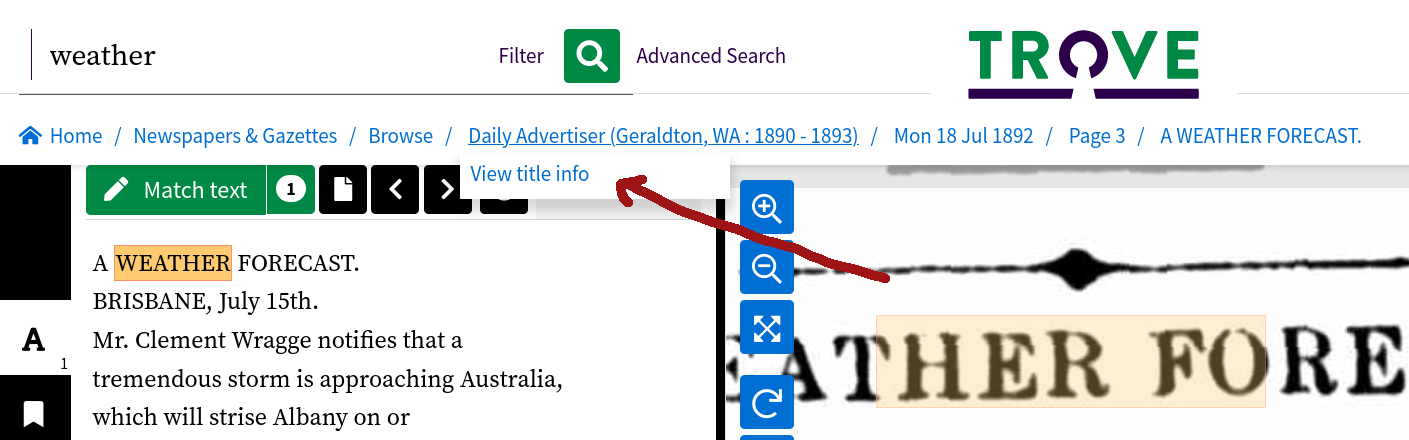 weather
Filter
Advanced Search
TROVE
Home / Newspapers & Gazettes / Browse / Daily Advertiser (Geraldton, WA : 1890 - 1893) / Mon 18 Jul 1892 / Page 3 / A WEATHER FORECAST.
View title info
Match text 1
A WEATHER FORECAST.
BRISBANE, July 15th.
Mr. Clement Wragge notifies that a
tremendous storm is approaching Australia,
which will strise Albany on or
A
1
EATHER FORE